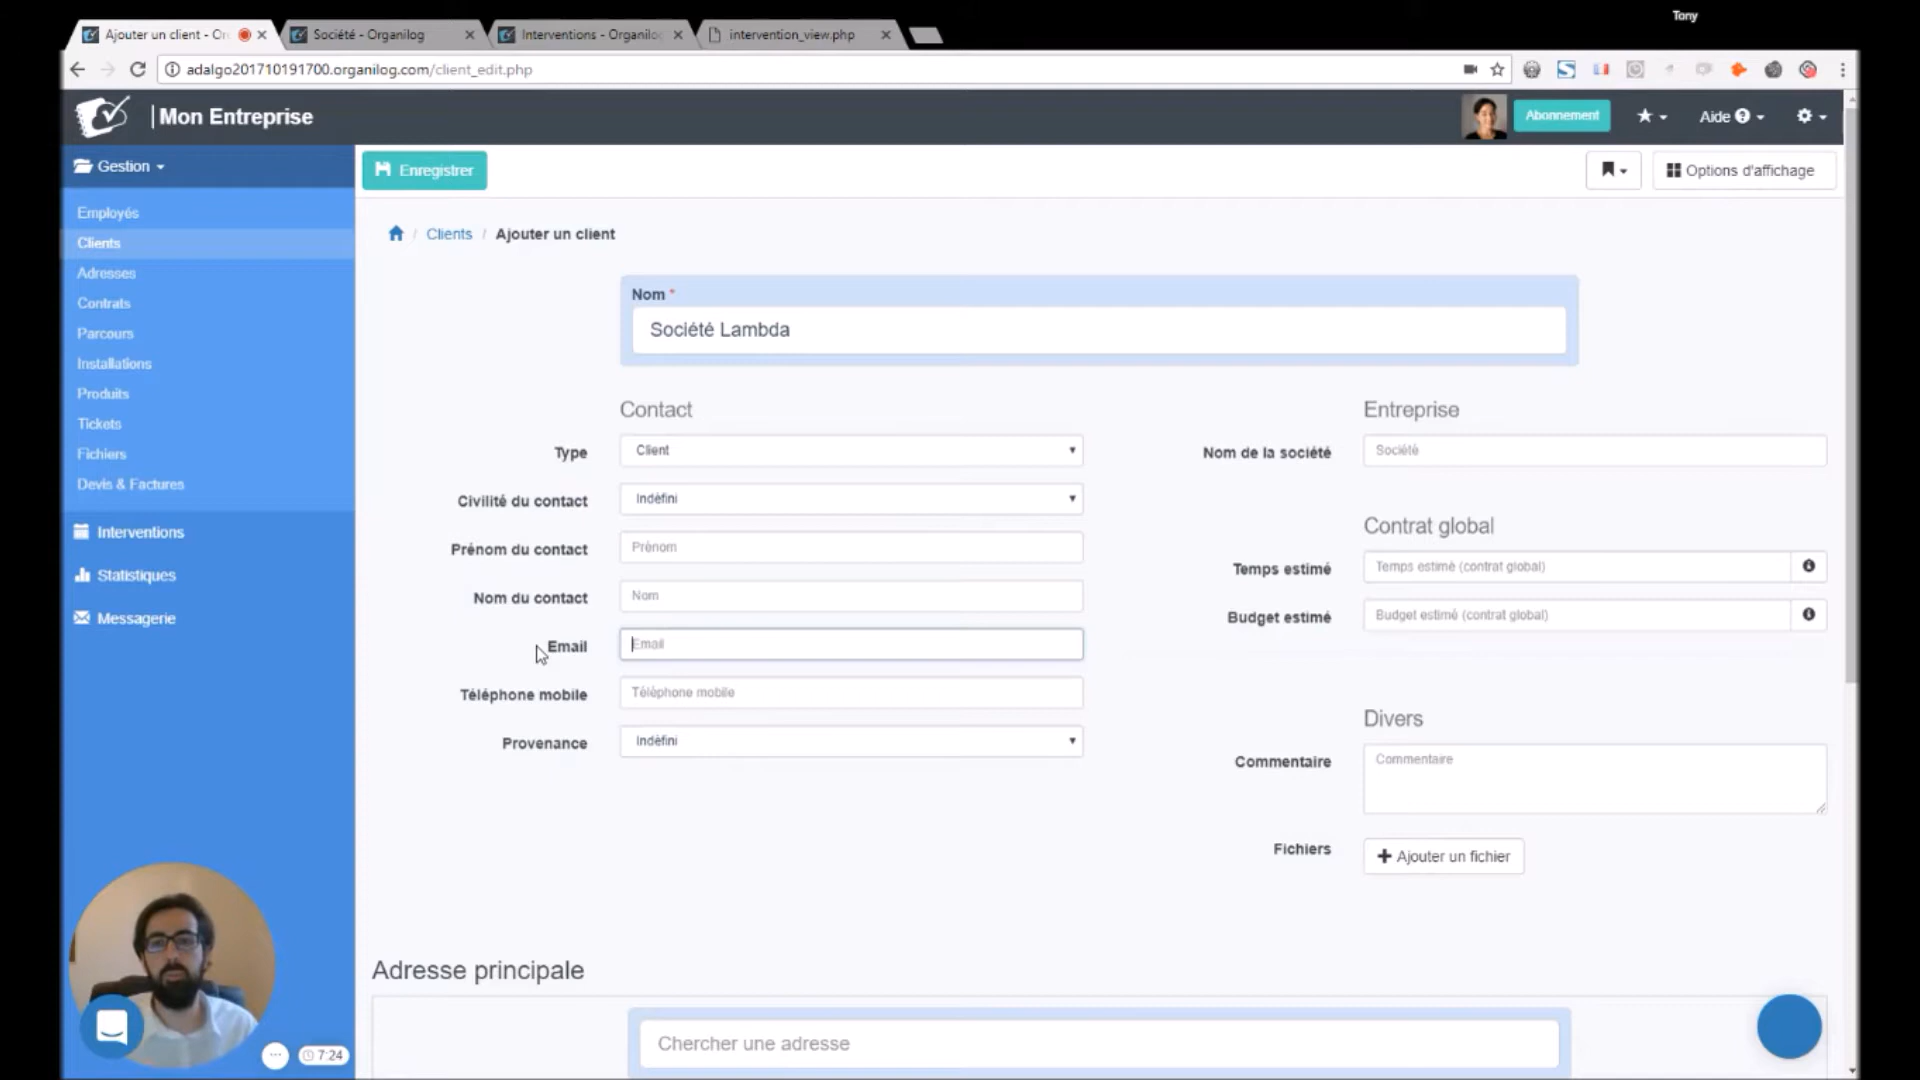 Tony
Ajouter un client - Or
Société - Organilog
Interventions - Organilo
intervention_view.php
adalgo201710191700.organilog.com/client_edit.php
|Mon Entreprise
Abonnement
Aide
Gestion
Enregistrer
Options d'affichage
Employés
Clients
Adresses
Contrats
Parcours
Installations
Produits
Tickets
Fichiers
Devis & Factures
Interventions
Statistiques
Messagerie
/ Clients / Ajouter un client
Nom *
Société Lambda
Contact
Type
Client
Civilité du contact
Indéfini
Prénom du contact
Prénom
Nom du contact
Nom
Email
Email
Téléphone mobile
Téléphone mobile
Provenance
Indéfini
Entreprise
Nom de la société
Société
Contrat global
Temps estimé
Temps estimé (contrat global)
Budget estimé
Budget estimé (contrat global)
Divers
Commentaire
Commentaire
Fichiers
Ajouter un fichier
Adresse principale
Chercher une adresse
7:24